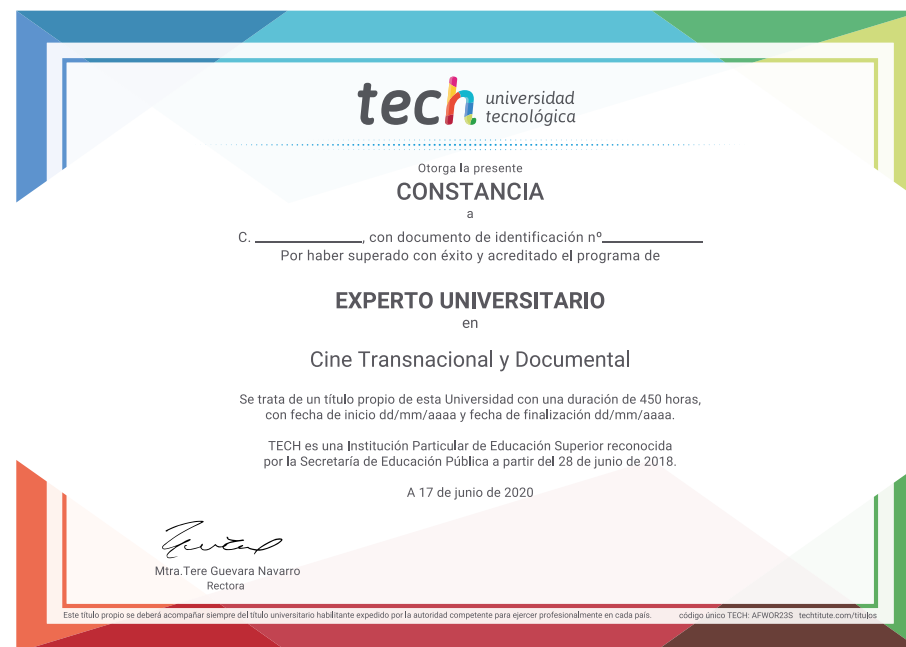 tech universidad
tecnológica
Otorga la presente
CONSTANCIA
a
C. ____________, con documento de identificación nº____________
Por haber superado con éxito y acreditado el programa de
EXPERTO UNIVERSITARIO
en
Cine Transnacional y Documental
Se trata de un título propio de esta Universidad con una duración de 450 horas,
con fecha de inicio dd/mm/aaaa y fecha de finalización dd/mm/aaaa.
TECH es una Institución Particular de Educación Superior reconocida
por la Secretaría de Educación Pública a partir del 28 de junio de 2018.
A 17 de junio de 2020
Mtra.Tere Guevara Navarro
Rectora
Este título propio se deberá acompañar siempre del título universitario habilitante expedido por la autoridad competente para ejercer profesionalmente en cada país. código único TECH: AFWOR23S techtitute.com/títulos